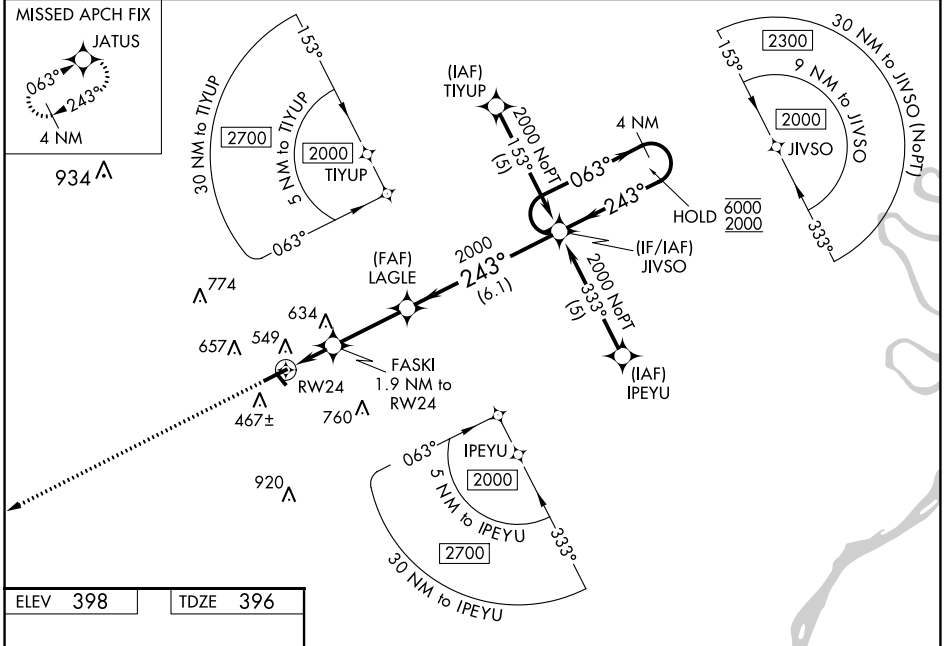 MISSED APCH FIX
JATUS
063°
243°
4 NM
934
30 NM to TIYUP
153°
2700
5 NM to TIYUP
2000
TIYUP
063°
(IAF)
TIYUP
2000 NoPT
153°
(5)
4 NM
063°
243°
HOLD 6000
2000
(IF/IAF)
JIVSO
2000 NoPT
333°
(5)
(IAF)
IPEYU
30 NM to JIVSO (NoPT)
2300
153°
9 NM to JIVSO
2000
JIVSO
333°
2000
243°
(6.1)
(FAF)
LAGLE
774
634
657
549
FASKI
1.9 NM to
RW24
RW24
467±
760
920
063°
IPEYU
2000
5 NM to IPEYU
333°
2700
30 NM to IPEYU
ELEV 398
TDZE 396